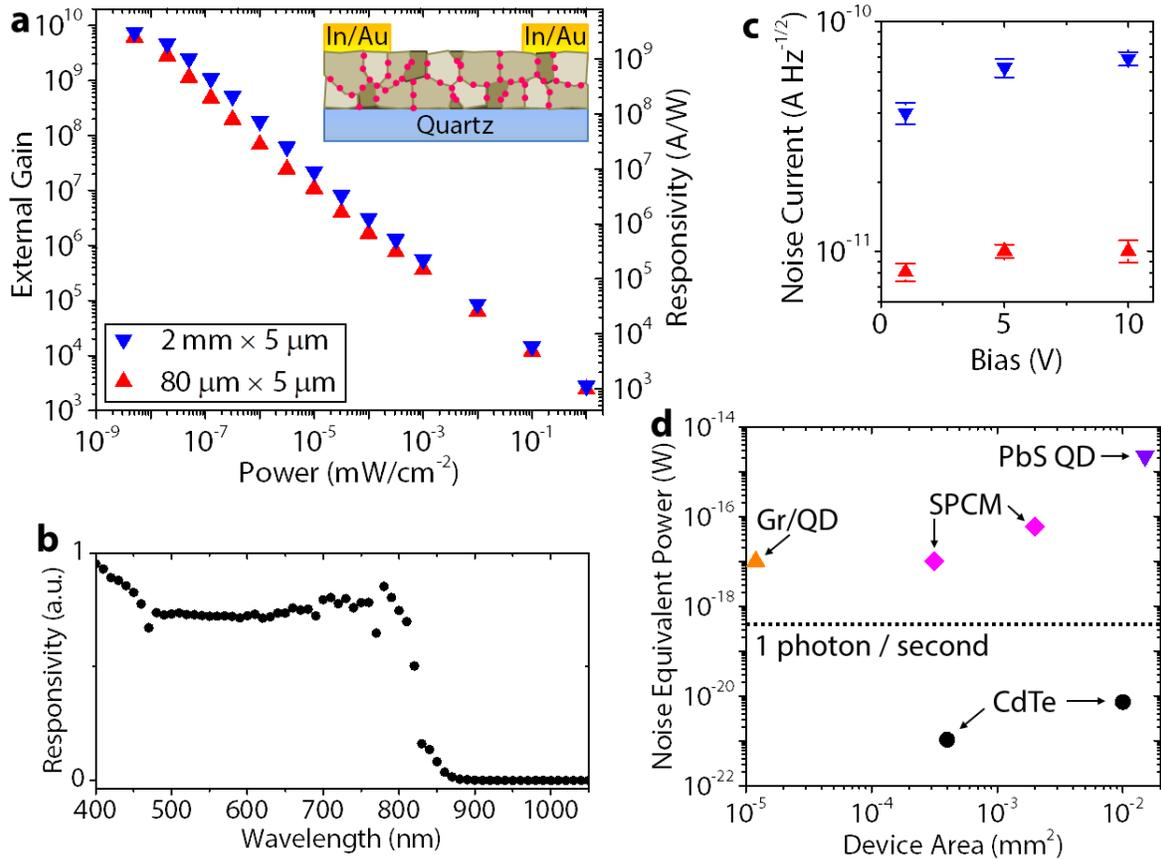 a
10^10
10^9
10^8
10^7
10^6
10^5
10^4
10^3
External Gain
In/Au
In/Au
Quartz
10^9
10^8
10^7
10^6
10^5
10^4
10^3
Responsivity (A/W)
2 mm × 5 μm
80 μm × 5 μm
10^-9
10^-7
10^-5
10^-3
10^-1
Power (mW/cm^-2)
b
1
0
Responsivity (a.u.)
400
500
600
700
800
900
1000
Wavelength (nm)
c
10^-10
10^-11
Noise Current (A Hz^-1/2)
0
5
10
Bias (V)
d
10^-14
10^-16
10^-18
10^-20
10^-22
Noise Equivalent Power (W)
PbS QD
SPCM
Gr/QD
1 photon / second
CdTe
10^-5
10^-4
10^-3
10^-2
Device Area (mm^2)